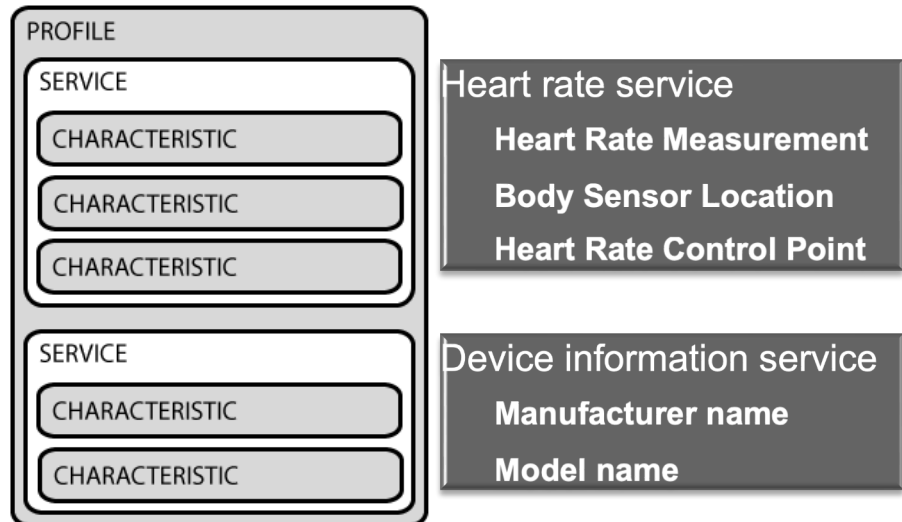 PROFILE
SERVICE
CHARACTERISTIC
CHARACTERISTIC
CHARACTERISTIC
SERVICE
CHARACTERISTIC
CHARACTERISTIC
Heart rate service
Heart Rate Measurement
Body Sensor Location
Heart Rate Control Point
Device information service
Manufacturer name
Model name